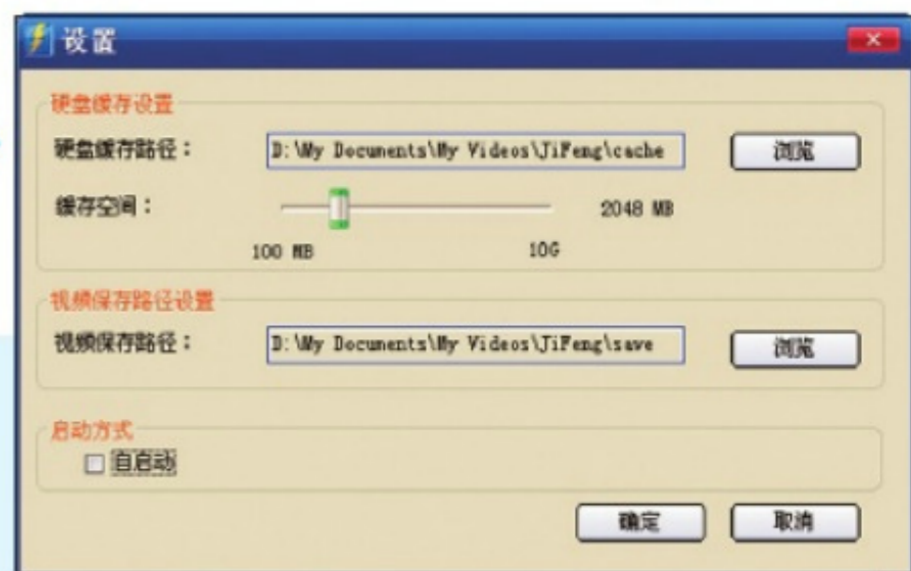 设置
硬盘缓存设置
硬盘缓存路径： D:\My Documents\My Videos\JiFeng\cache 浏览
缓存空间： 2048 MB
100 MB 10G
视频保存路径设置
视频保存路径： D:\My Documents\My Videos\JiFeng\save 浏览
启动方式
自启动
确定 取消